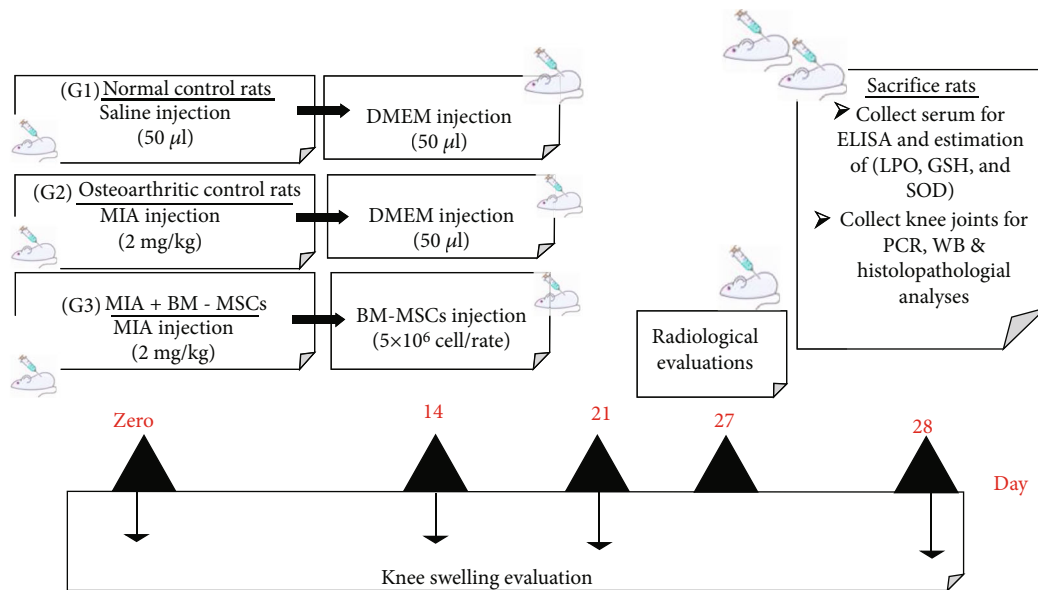 (G1) Normal control rats
Saline injection
(50 µl)
DMEM injection
(50 µl)
(G2) Osteoarthritic control rats
MIA injection
(2 mg/kg)
DMEM injection
(50 µl)
(G3) MIA + BM - MSCs
MIA injection
(2 mg/kg)
BM-MSCs injection
(5×10⁶ cell/rate)
Radiological
evaluations
Sacrifice rats
➢ Collect serum for
ELISA and estimation
of (LPO, GSH, and
SOD)
➢ Collect knee joints for
PCR, WB &
histolopathologial
analyses
Zero
14
21
27
28
Day
Knee swelling evaluation